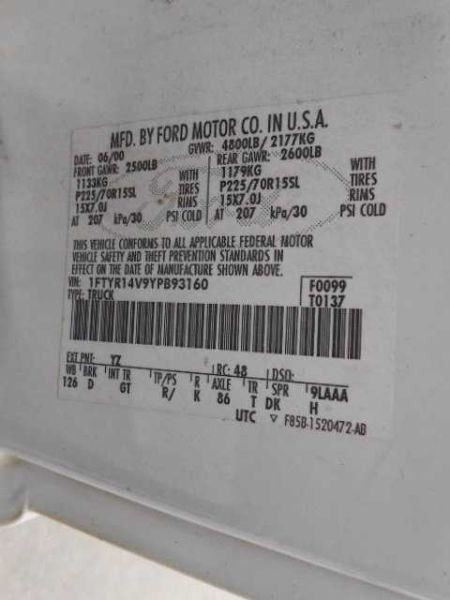 MFD. BY FORD MOTOR CO. IN U.S.A.
DATE: 06/00 GVWR: 4800LB/ 2177KG
FRONT GAWR: 2500LB REAR GAWR: 2600LB
1133KG WITH 1179KG WITH
P225/70R15SL TIRES P225/70R15SL TIRES
15X7.0J RIMS 15X7.0J RIMS
AT 207 kPa/30 PSI COLD AT 207 kPa/30 PSI COLD
THIS VEHICLE CONFORMS TO ALL APPLICABLE FEDERAL MOTOR
VEHICLE SAFETY AND THEFT PREVENTION STANDARDS IN
EFFECT ON THE DATE OF MANUFACTURE SHOWN ABOVE.
VIN: 1FTYR14V9YPB93160 F0099
TYPE: TRUCK T0137
EXT PNT: YZ RC: 48 DSO:
WB BRK INT TR TP/PS R AXLE TR SPR 9LAAA
126 D GT R/ K 86 T DK H
UTC ▽ F85B-1520472-AB